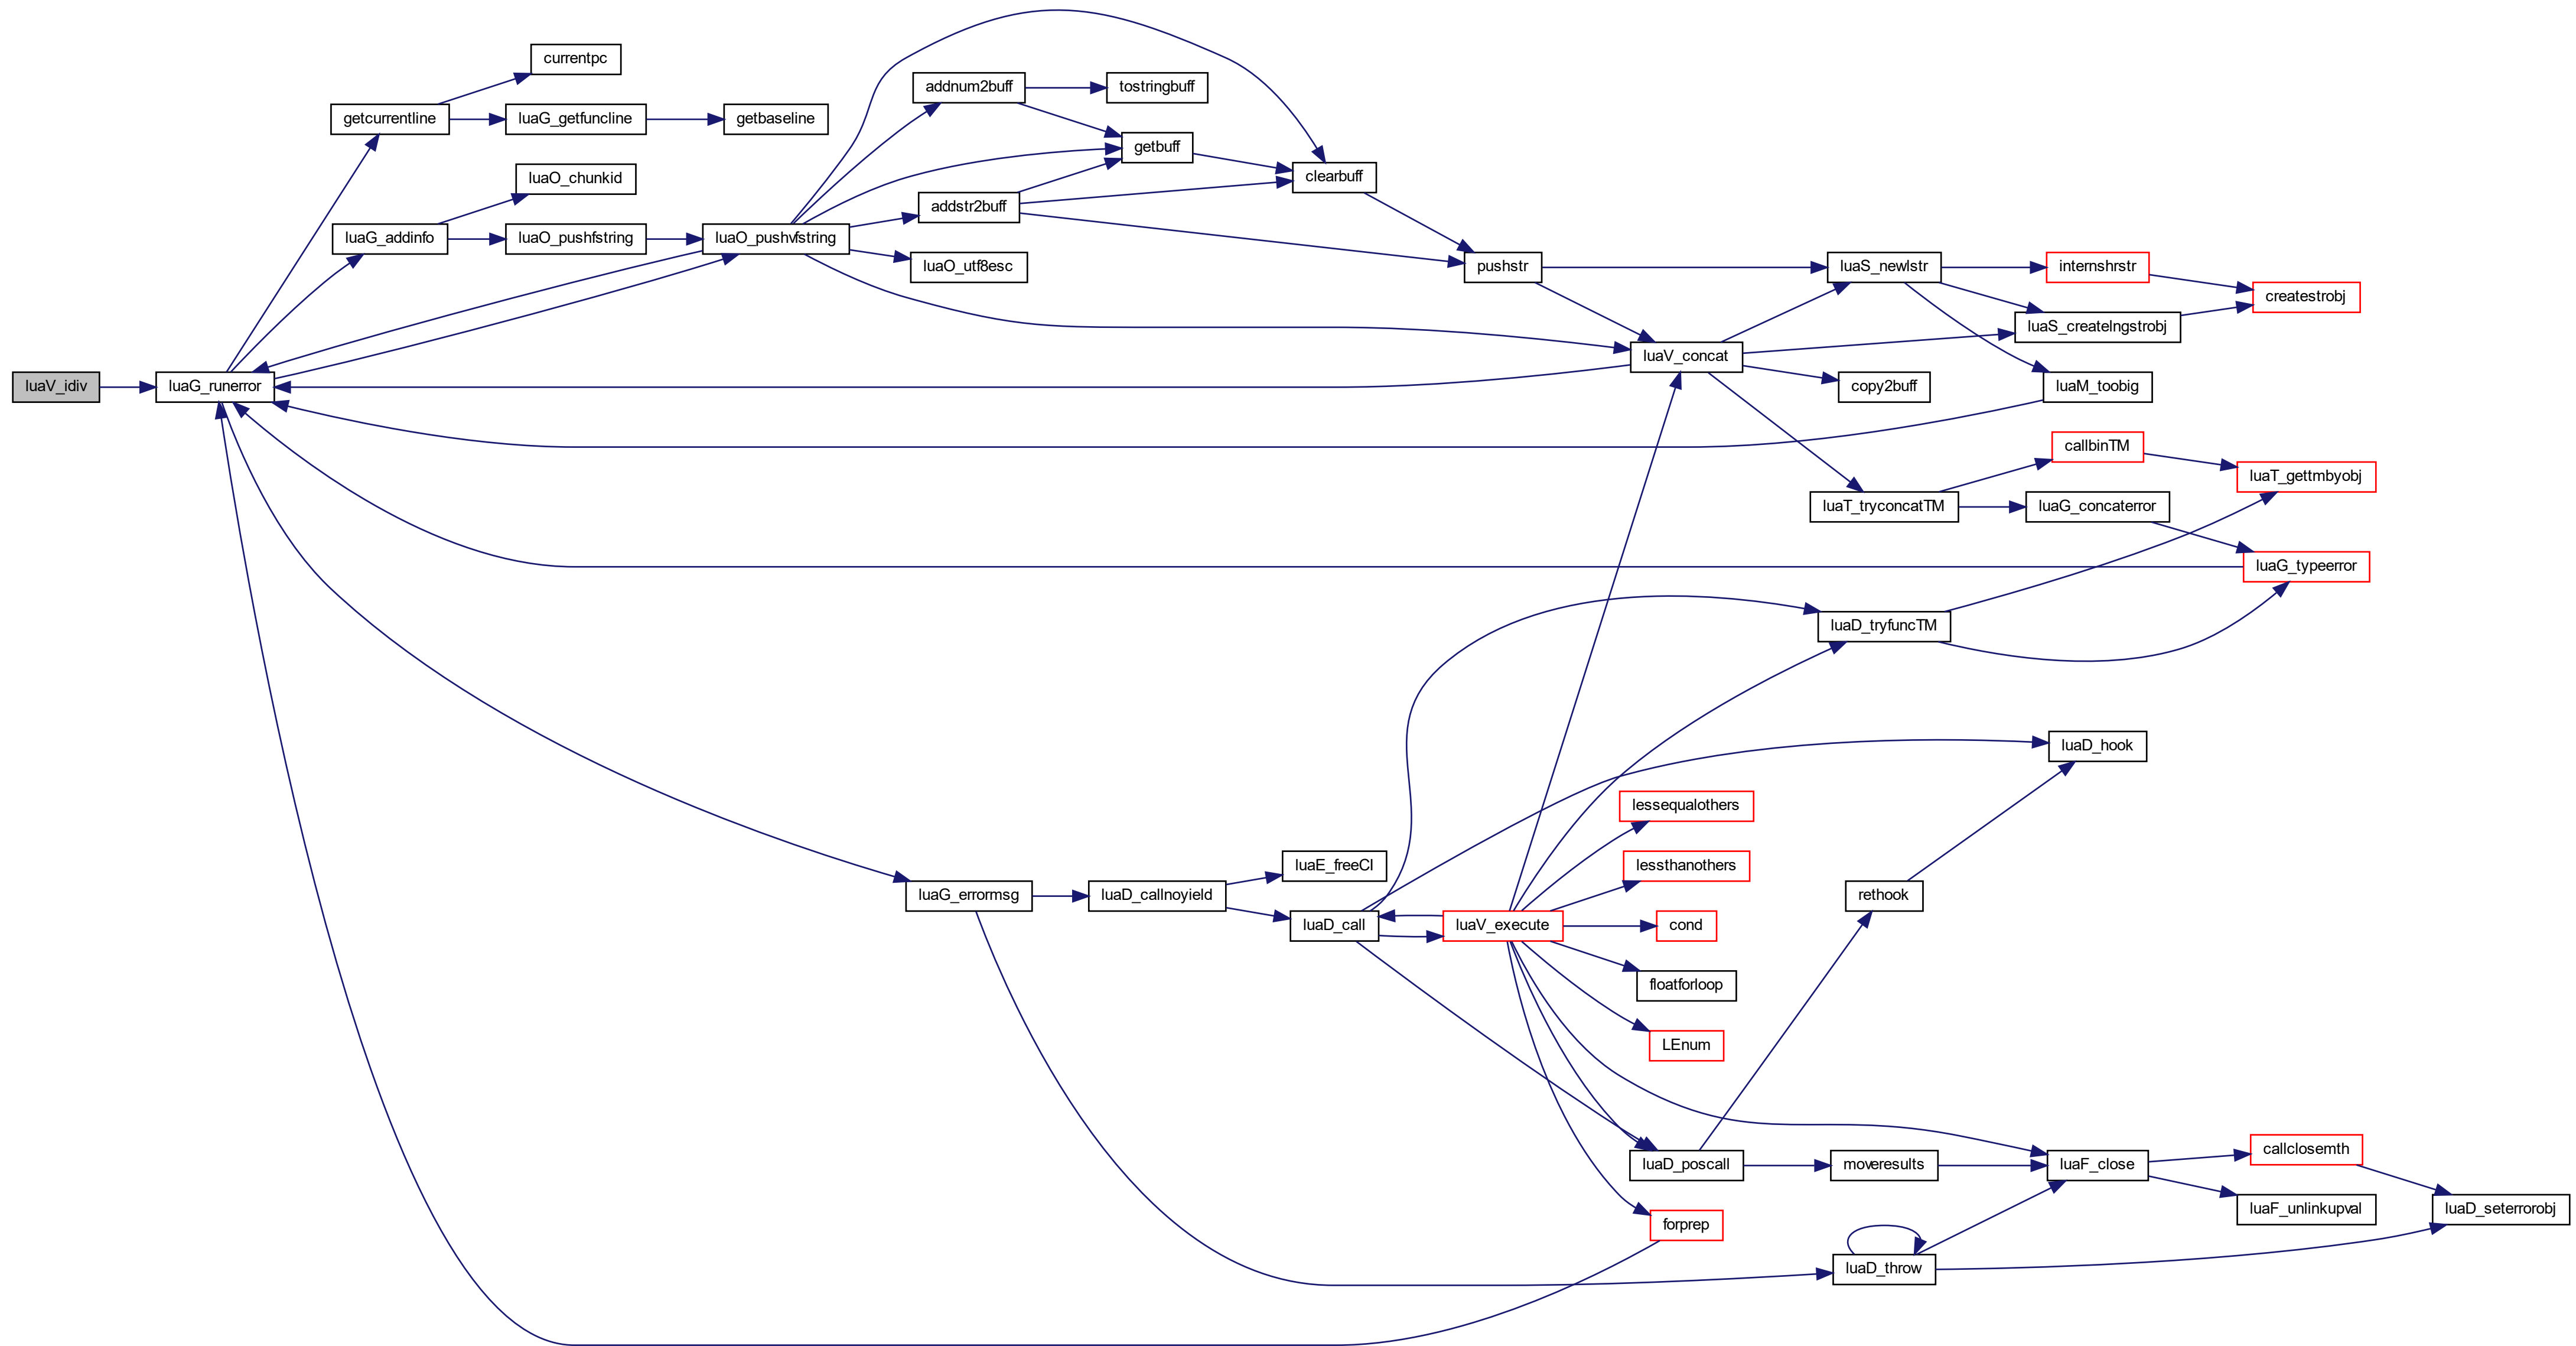 currentpc
addnum2buff
tostringbuff
getcurrentline
luaG_getfuncline
getbaseline
getbuff
luaO_chunkid
clearbuff
addstr2buff
luaG_addinfo
luaO_pushfstring
luaO_pushvfstring
luaO_utf8esc
pushstr
luaS_newlstr
internshrstr
createstrobj
luaS_createlngstrobj
luaV_concat
luaV_idiv
luaG_runerror
copy2buff
luaM_toobig
callbinTM
luaT_gettmbyobj
luaT_tryconcatTM
luaG_concaterror
luaG_typeerror
luaD_tryfuncTM
luaD_hook
lessequalothers
luaE_freeCI
lessthanothers
luaG_errormsg
luaD_callnoyield
rethook
luaD_call
luaV_execute
cond
floatforloop
LEnum
callclosemth
luaD_poscall
moveresults
luaF_close
luaF_unlinkupval
luaD_seterrorobj
forprep
luaD_throw